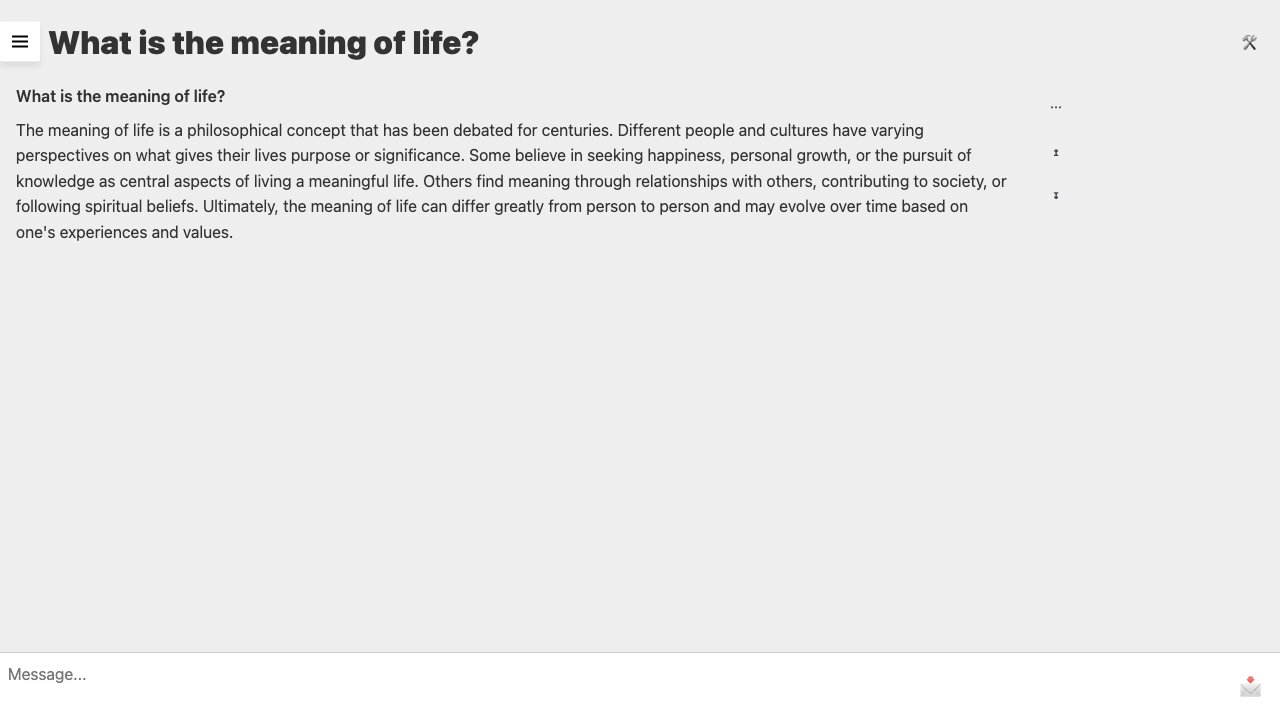 What is the meaning of life?
What is the meaning of life?
...
The meaning of life is a philosophical concept that has been debated for centuries. Different people and cultures have varying
perspectives on what gives their lives purpose or significance. Some believe in seeking happiness, personal growth, or the pursuit of
knowledge as central aspects of living a meaningful life. Others find meaning through relationships with others, contributing to society, or
following spiritual beliefs. Ultimately, the meaning of life can differ greatly from person to person and may evolve over time based on
one's experiences and values.
Message...